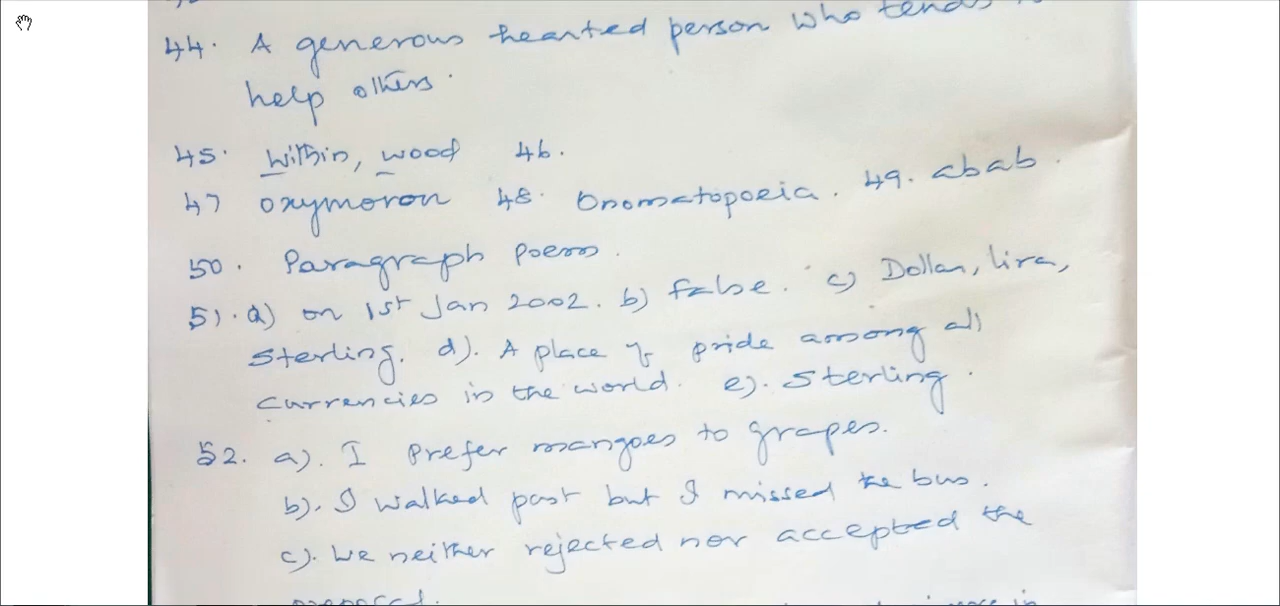 44. A generous hearted person who tends
help others.
45. Within, wood 46.
47 oxymoron 48. Onomatopoeia. 49. abab.
50. Paragraph Poem.
51. a) on 1st Jan 2002. b) false. c) Dollar, lira,
Sterling. d). A place of pride among all
currencies in the world. e). Sterling.
52. a). I prefer mangoes to grapes.
b). I walked past but I missed the bus.
c). We neither rejected nor accepted the
in